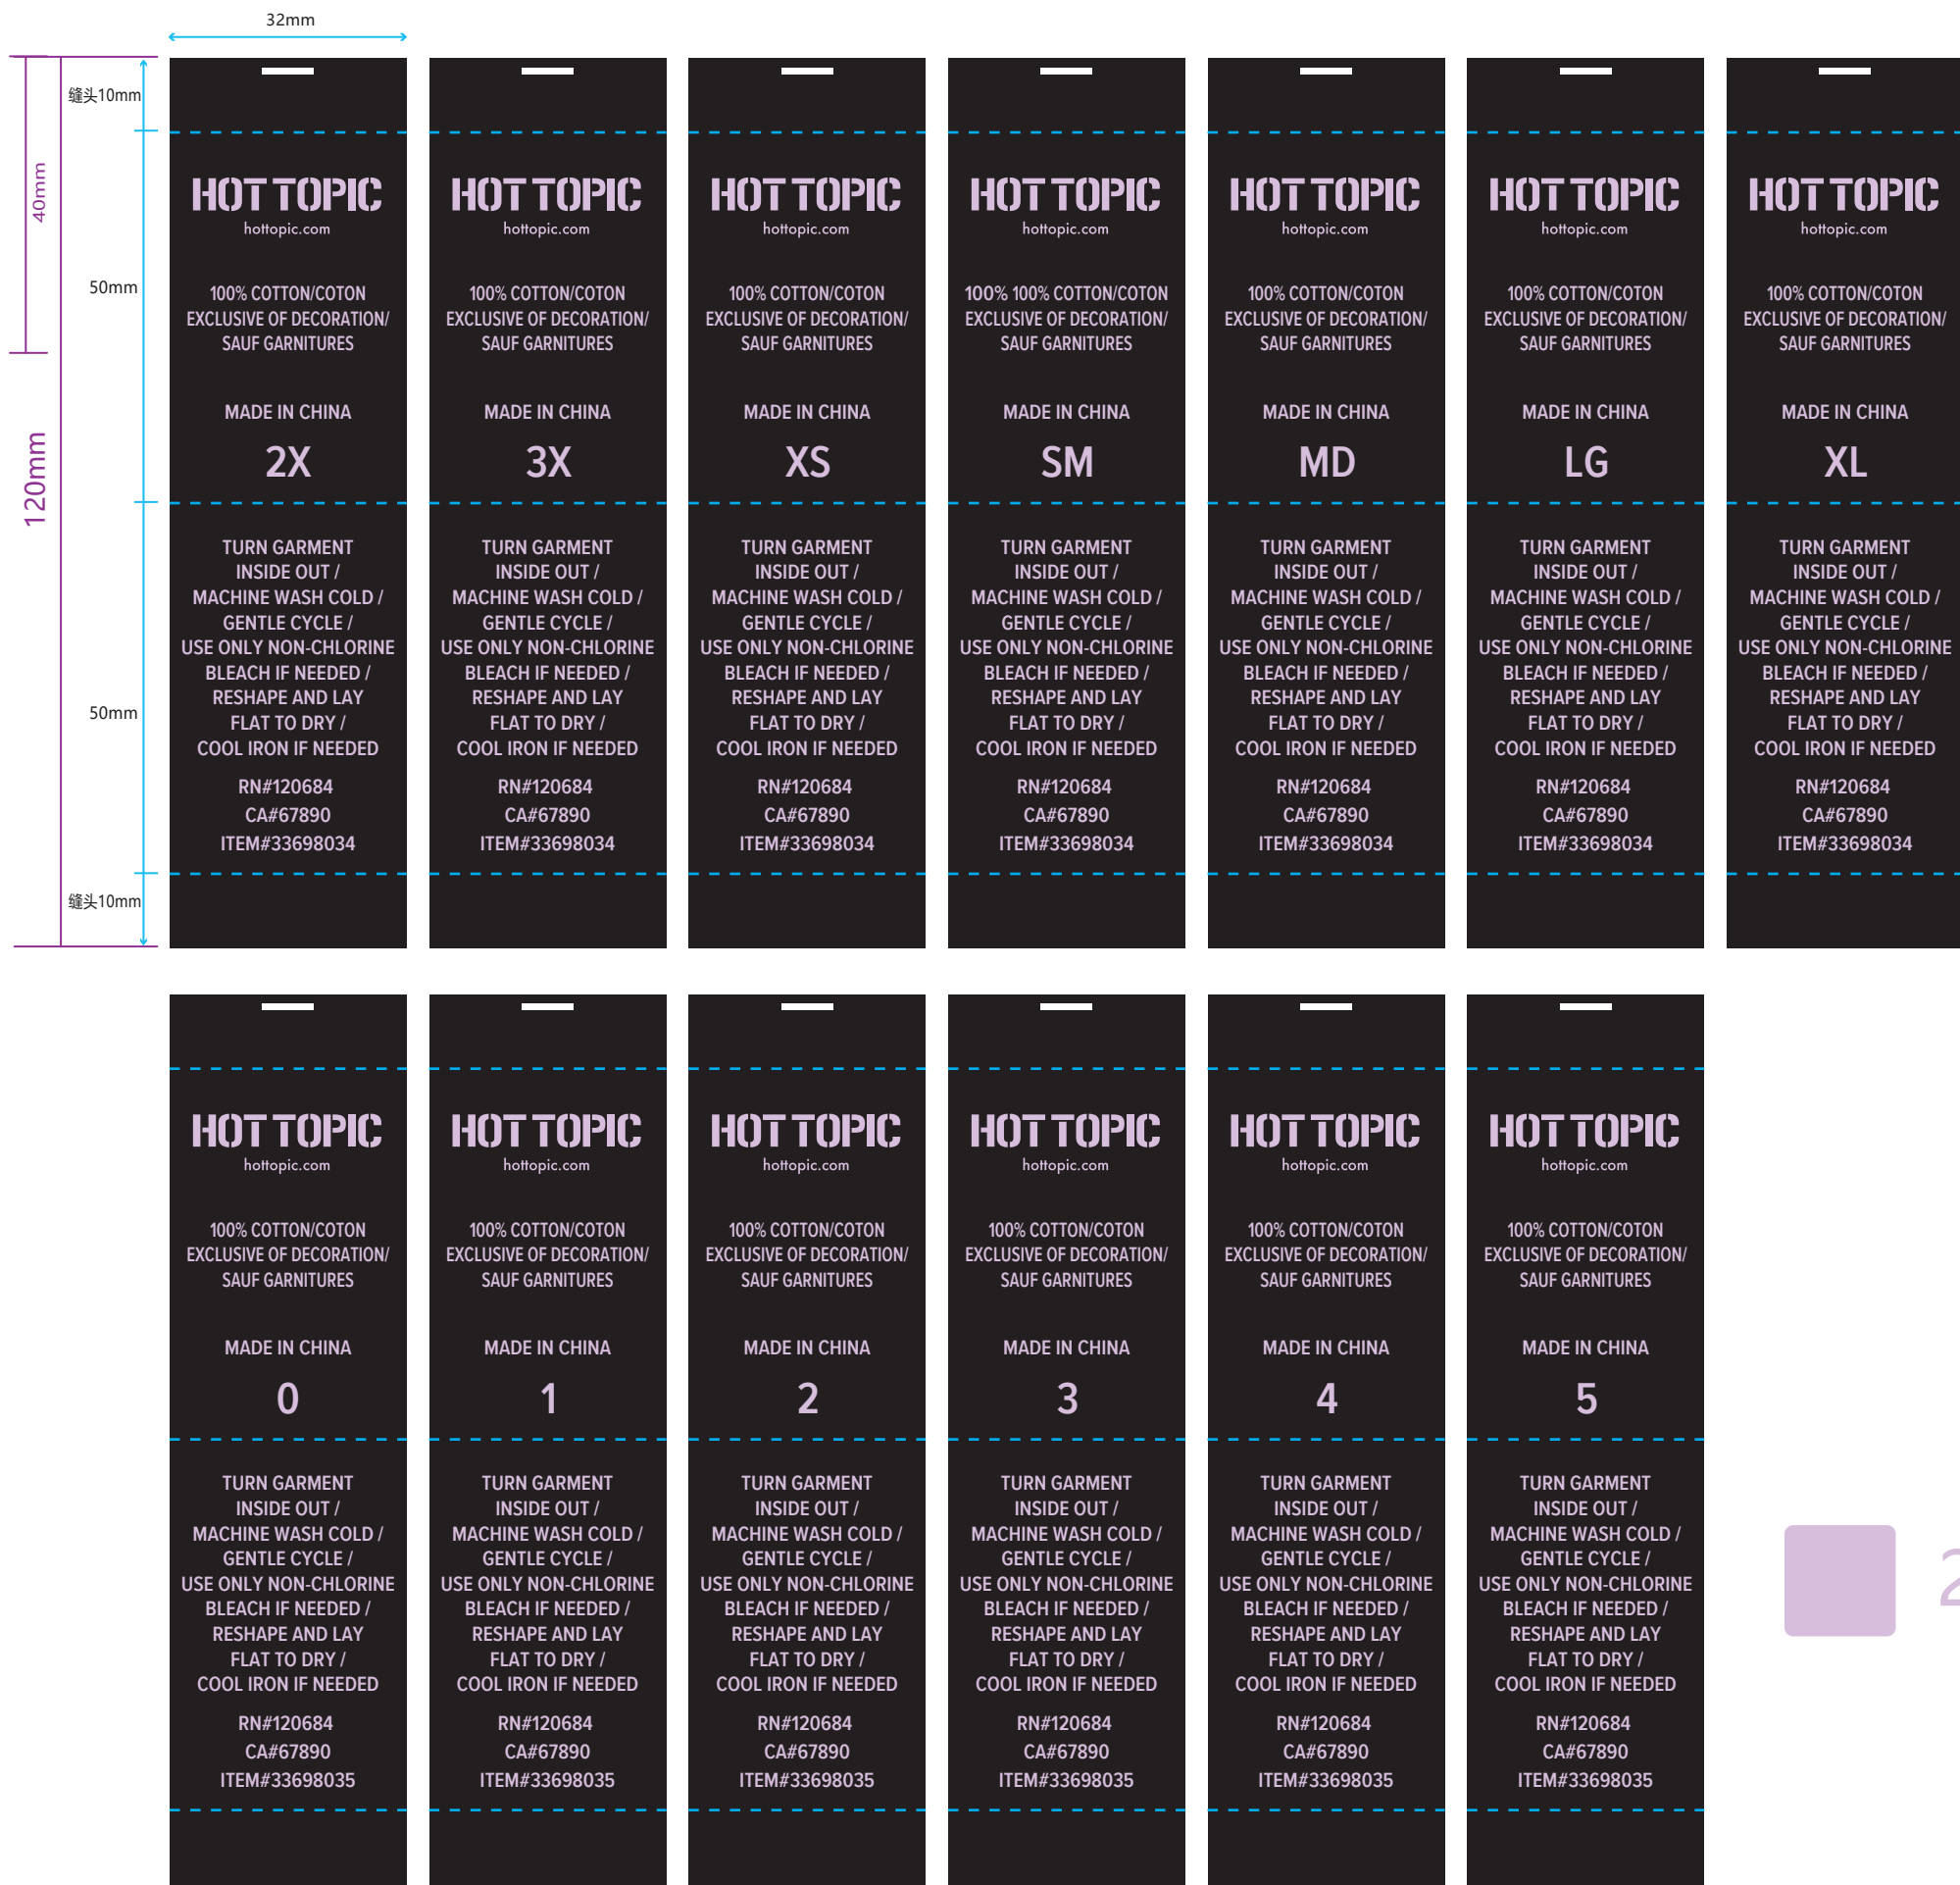 32mm
缝头10mm
40mm
50mm
120mm
50mm
缝头10mm
HOT TOPIC
hottopic.com
100% COTTON/COTON
EXCLUSIVE OF DECORATION/
SAUF GARNITURES
MADE IN CHINA
2X
TURN GARMENT
INSIDE OUT /
MACHINE WASH COLD /
GENTLE CYCLE /
USE ONLY NON-CHLORINE
BLEACH IF NEEDED /
RESHAPE AND LAY
FLAT TO DRY /
COOL IRON IF NEEDED
RN#120684
CA#67890
ITEM#33698034
HOT TOPIC
hottopic.com
100% COTTON/COTON
EXCLUSIVE OF DECORATION/
SAUF GARNITURES
MADE IN CHINA
3X
TURN GARMENT
INSIDE OUT /
MACHINE WASH COLD /
GENTLE CYCLE /
USE ONLY NON-CHLORINE
BLEACH IF NEEDED /
RESHAPE AND LAY
FLAT TO DRY /
COOL IRON IF NEEDED
RN#120684
CA#67890
ITEM#33698034
HOT TOPIC
hottopic.com
100% COTTON/COTON
EXCLUSIVE OF DECORATION/
SAUF GARNITURES
MADE IN CHINA
XS
TURN GARMENT
INSIDE OUT /
MACHINE WASH COLD /
GENTLE CYCLE /
USE ONLY NON-CHLORINE
BLEACH IF NEEDED /
RESHAPE AND LAY
FLAT TO DRY /
COOL IRON IF NEEDED
RN#120684
CA#67890
ITEM#33698034
HOT TOPIC
hottopic.com
100% 100% COTTON/COTON
EXCLUSIVE OF DECORATION/
SAUF GARNITURES
MADE IN CHINA
SM
TURN GARMENT
INSIDE OUT /
MACHINE WASH COLD /
GENTLE CYCLE /
USE ONLY NON-CHLORINE
BLEACH IF NEEDED /
RESHAPE AND LAY
FLAT TO DRY /
COOL IRON IF NEEDED
RN#120684
CA#67890
ITEM#33698034
HOT TOPIC
hottopic.com
100% COTTON/COTON
EXCLUSIVE OF DECORATION/
SAUF GARNITURES
MADE IN CHINA
MD
TURN GARMENT
INSIDE OUT /
MACHINE WASH COLD /
GENTLE CYCLE /
USE ONLY NON-CHLORINE
BLEACH IF NEEDED /
RESHAPE AND LAY
FLAT TO DRY /
COOL IRON IF NEEDED
RN#120684
CA#67890
ITEM#33698034
HOT TOPIC
hottopic.com
100% COTTON/COTON
EXCLUSIVE OF DECORATION/
SAUF GARNITURES
MADE IN CHINA
LG
TURN GARMENT
INSIDE OUT /
MACHINE WASH COLD /
GENTLE CYCLE /
USE ONLY NON-CHLORINE
BLEACH IF NEEDED /
RESHAPE AND LAY
FLAT TO DRY /
COOL IRON IF NEEDED
RN#120684
CA#67890
ITEM#33698034
HOT TOPIC
hottopic.com
100% COTTON/COTON
EXCLUSIVE OF DECORATION/
SAUF GARNITURES
MADE IN CHINA
XL
TURN GARMENT
INSIDE OUT /
MACHINE WASH COLD /
GENTLE CYCLE /
USE ONLY NON-CHLORINE
BLEACH IF NEEDED /
RESHAPE AND LAY
FLAT TO DRY /
COOL IRON IF NEEDED
RN#120684
CA#67890
ITEM#33698034
HOT TOPIC
hottopic.com
100% COTTON/COTON
EXCLUSIVE OF DECORATION/
SAUF GARNITURES
MADE IN CHINA
0
TURN GARMENT
INSIDE OUT /
MACHINE WASH COLD /
GENTLE CYCLE /
USE ONLY NON-CHLORINE
BLEACH IF NEEDED /
RESHAPE AND LAY
FLAT TO DRY /
COOL IRON IF NEEDED
RN#120684
CA#67890
ITEM#33698035
HOT TOPIC
hottopic.com
100% COTTON/COTON
EXCLUSIVE OF DECORATION/
SAUF GARNITURES
MADE IN CHINA
1
TURN GARMENT
INSIDE OUT /
MACHINE WASH COLD /
GENTLE CYCLE /
USE ONLY NON-CHLORINE
BLEACH IF NEEDED /
RESHAPE AND LAY
FLAT TO DRY /
COOL IRON IF NEEDED
RN#120684
CA#67890
ITEM#33698035
HOT TOPIC
hottopic.com
100% COTTON/COTON
EXCLUSIVE OF DECORATION/
SAUF GARNITURES
MADE IN CHINA
2
TURN GARMENT
INSIDE OUT /
MACHINE WASH COLD /
GENTLE CYCLE /
USE ONLY NON-CHLORINE
BLEACH IF NEEDED /
RESHAPE AND LAY
FLAT TO DRY /
COOL IRON IF NEEDED
RN#120684
CA#67890
ITEM#33698035
HOT TOPIC
hottopic.com
100% COTTON/COTON
EXCLUSIVE OF DECORATION/
SAUF GARNITURES
MADE IN CHINA
3
TURN GARMENT
INSIDE OUT /
MACHINE WASH COLD /
GENTLE CYCLE /
USE ONLY NON-CHLORINE
BLEACH IF NEEDED /
RESHAPE AND LAY
FLAT TO DRY /
COOL IRON IF NEEDED
RN#120684
CA#67890
ITEM#33698035
HOT TOPIC
hottopic.com
100% COTTON/COTON
EXCLUSIVE OF DECORATION/
SAUF GARNITURES
MADE IN CHINA
4
TURN GARMENT
INSIDE OUT /
MACHINE WASH COLD /
GENTLE CYCLE /
USE ONLY NON-CHLORINE
BLEACH IF NEEDED /
RESHAPE AND LAY
FLAT TO DRY /
COOL IRON IF NEEDED
RN#120684
CA#67890
ITEM#33698035
HOT TOPIC
hottopic.com
100% COTTON/COTON
EXCLUSIVE OF DECORATION/
SAUF GARNITURES
MADE IN CHINA
5
TURN GARMENT
INSIDE OUT /
MACHINE WASH COLD /
GENTLE CYCLE /
USE ONLY NON-CHLORINE
BLEACH IF NEEDED /
RESHAPE AND LAY
FLAT TO DRY /
COOL IRON IF NEEDED
RN#120684
CA#67890
ITEM#33698035